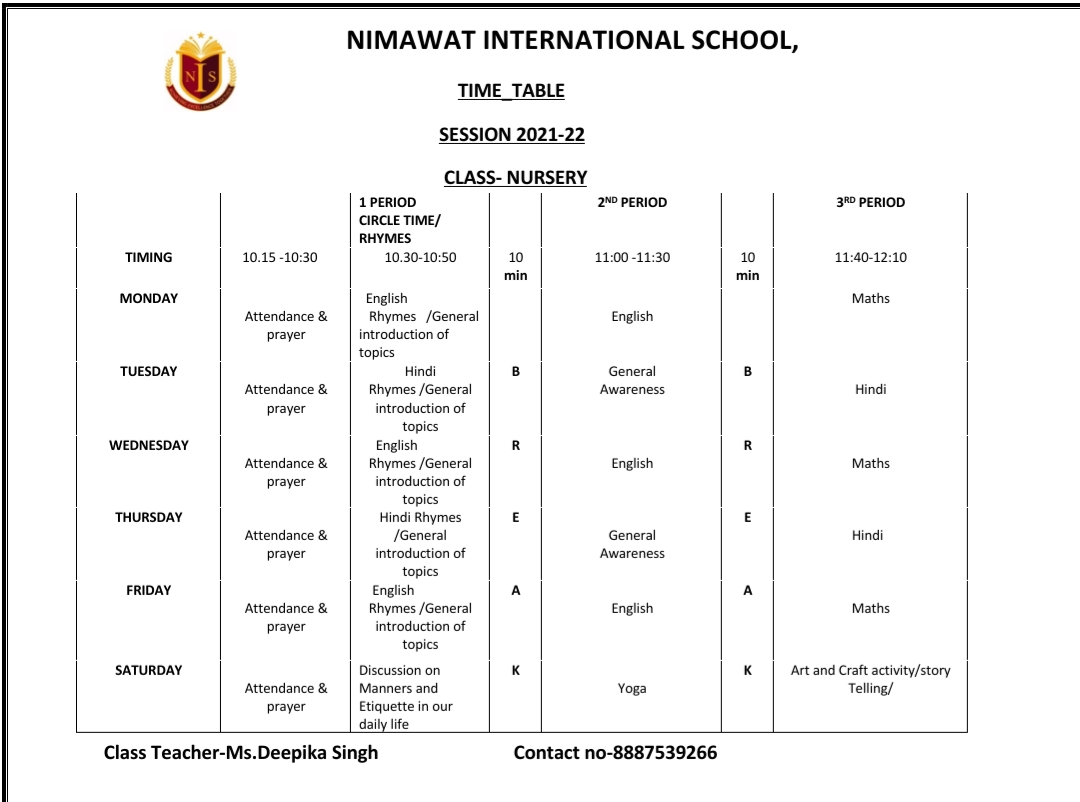 NIMAWAT INTERNATIONAL SCHOOL,
N I S
TIME_TABLE
SESSION 2021-22
CLASS- NURSERY
1 PERIOD 2ND PERIOD 3RD PERIOD
CIRCLE TIME/
RHYMES
TIMING 10.15 -10:30 10.30-10:50 10 11:00 -11:30 10 11:40-12:10
min min
MONDAY English Maths
Attendance & Rhymes /General English
prayer introduction of
topics
TUESDAY Hindi B General B
Attendance & Rhymes /General Awareness Hindi
prayer introduction of
topics
WEDNESDAY English R R
Attendance & Rhymes /General English Maths
prayer introduction of
topics
THURSDAY Hindi Rhymes E E
Attendance & /General General Hindi
prayer introduction of Awareness
topics
FRIDAY English A A
Attendance & Rhymes /General English Maths
prayer introduction of
topics
SATURDAY Discussion on K K Art and Craft activity/story
Attendance & Manners and Yoga Telling/
prayer Etiquette in our
daily life
Class Teacher-Ms.Deepika Singh Contact no-8887539266